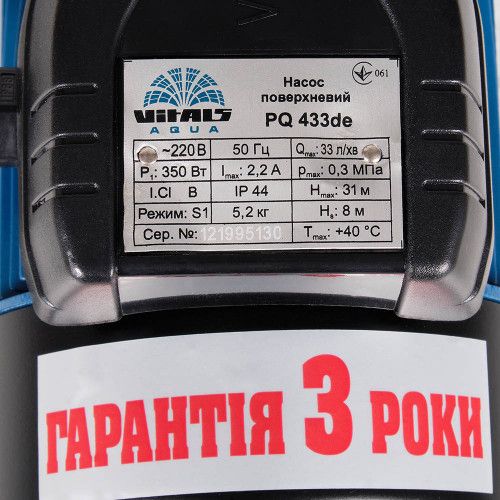 VITALS
AQUA
Насос
поверхневий
PQ 433de
061
~220 В 50 Гц Qmax: 33 л/хв
P1: 350 Вт Imax: 2,2 А pmax: 0,3 МПа
I.Cl В IP 44 Hmax: 31 м
Режим: S1 5,2 кг Hs: 8 м
Сер. №: 121995130 Tmax: +40 °C
ГАРАНТІЯ 3 РОКИ